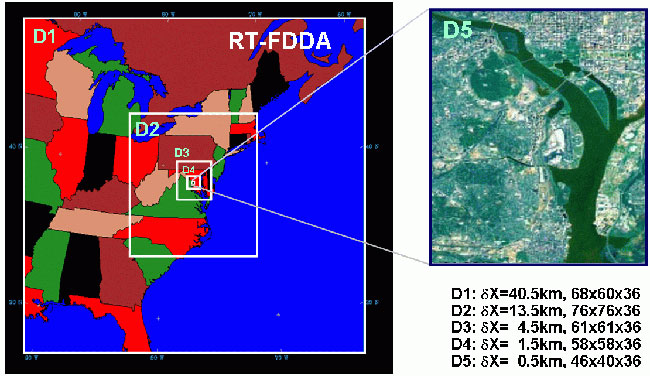 D1
RT-FDDA
D5
D2
D3
D4
D1: δX=40.5km, 68x60x36
D2: δX=13.5km, 76x76x36
D3: δX= 4.5km, 61x61x36
D4: δX= 1.5km, 58x58x36
D5: δX= 0.5km, 46x40x36